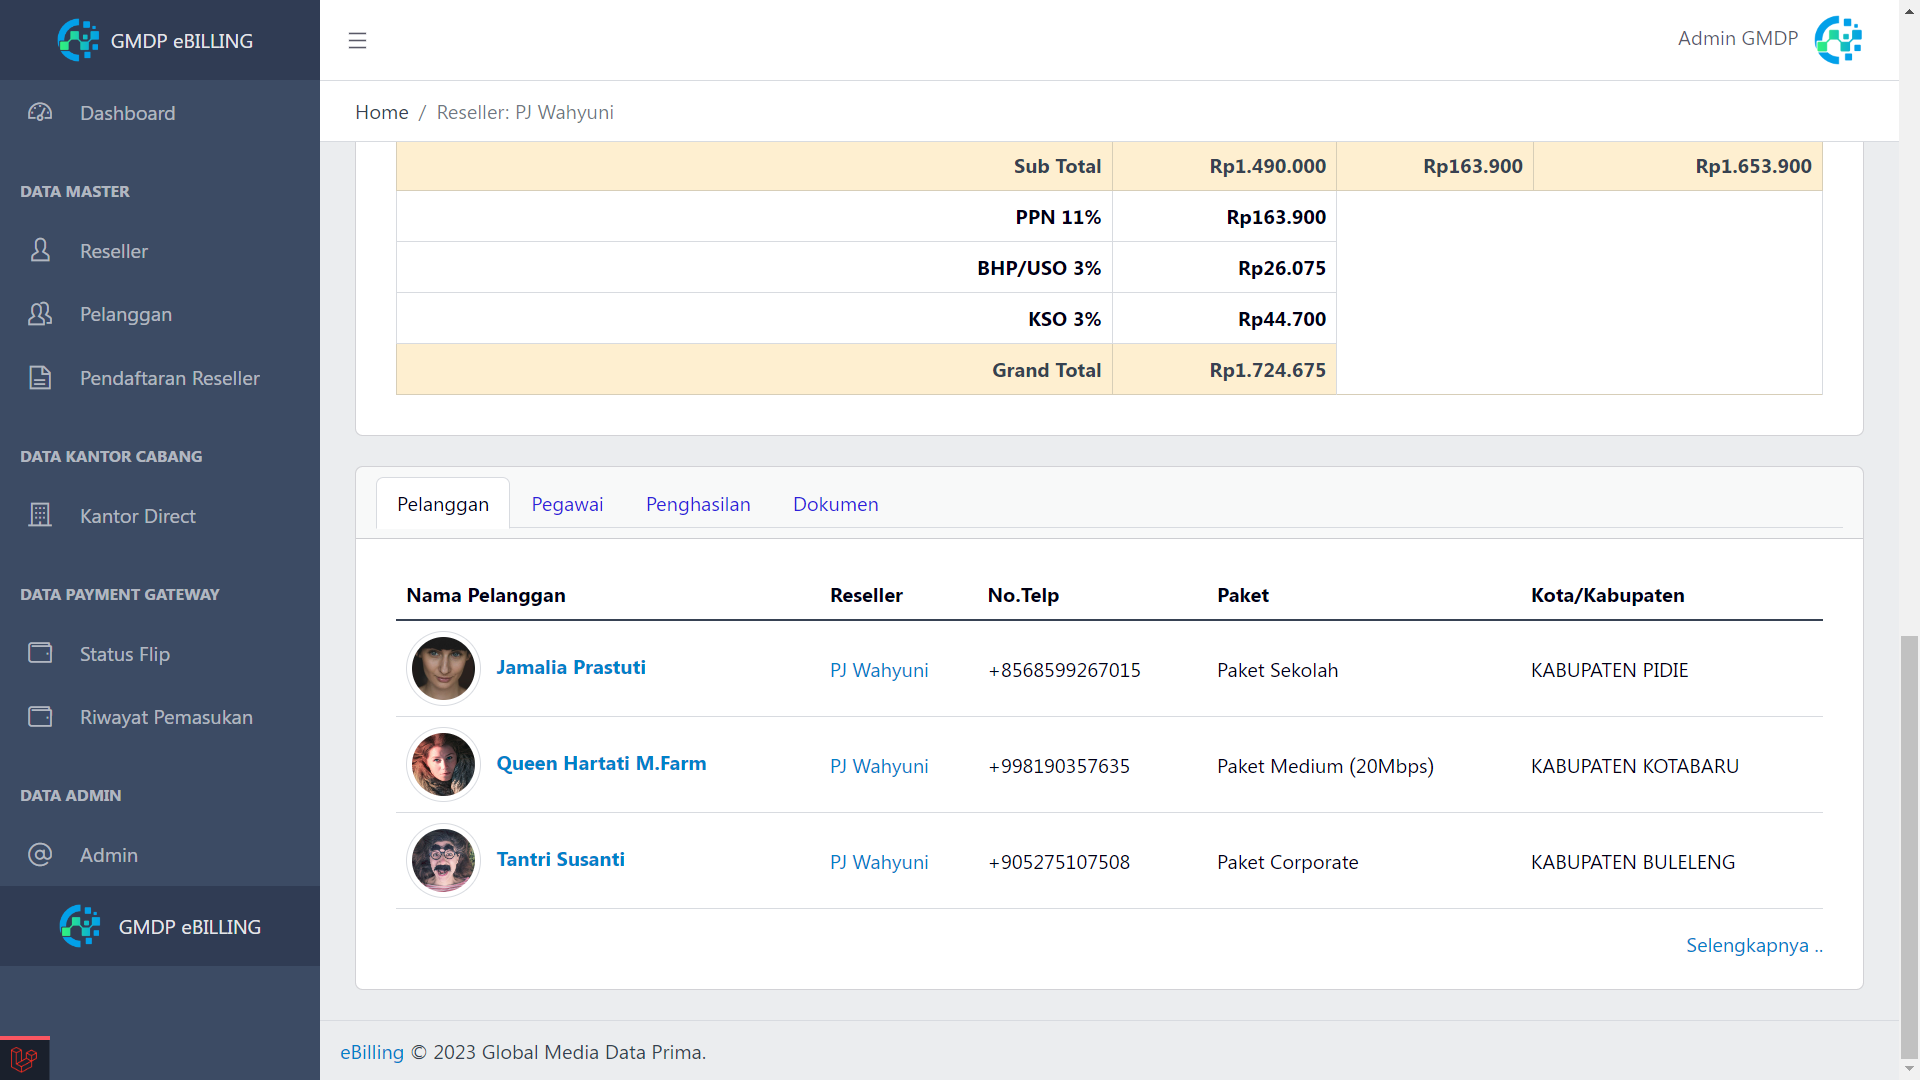 GMDP eBILLING
Admin GMDP
Home / Reseller: PJ Wahyuni
Dashboard
DATA MASTER
Reseller
Pelanggan
Pendaftaran Reseller
DATA KANTOR CABANG
Kantor Direct
DATA PAYMENT GATEWAY
Status Flip
Riwayat Pemasukan
DATA ADMIN
Admin
GMDP eBILLING
Sub Total Rp1.490.000 Rp163.900 Rp1.653.900
PPN 11% Rp163.900
BHP/USO 3% Rp26.075
KSO 3% Rp44.700
Grand Total Rp1.724.675
Pelanggan Pegawai Penghasilan Dokumen
Nama Pelanggan Reseller No.Telp Paket Kota/Kabupaten
Jamalia Prastuti PJ Wahyuni +8568599267015 Paket Sekolah KABUPATEN PIDIE
Queen Hartati M.Farm PJ Wahyuni +998190357635 Paket Medium (20Mbps) KABUPATEN KOTABARU
Tantri Susanti PJ Wahyuni +905275107508 Paket Corporate KABUPATEN BULELENG
Selengkapnya ..
eBilling © 2023 Global Media Data Prima.